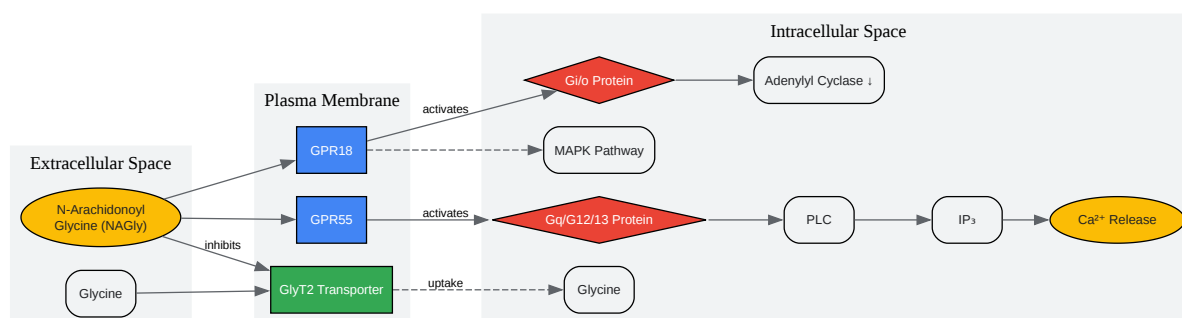 Extracellular Space
N-Arachidonoyl
Glycine (NAGly)
Glycine
Plasma Membrane
GPR18
GPR55
GlyT2 Transporter
inhibits
Intracellular Space
activates
Gi/o Protein
Adenylyl Cyclase ↓
MAPK Pathway
activates
Gq/G12/13 Protein
PLC
IP₃
Ca²⁺ Release
uptake
Glycine